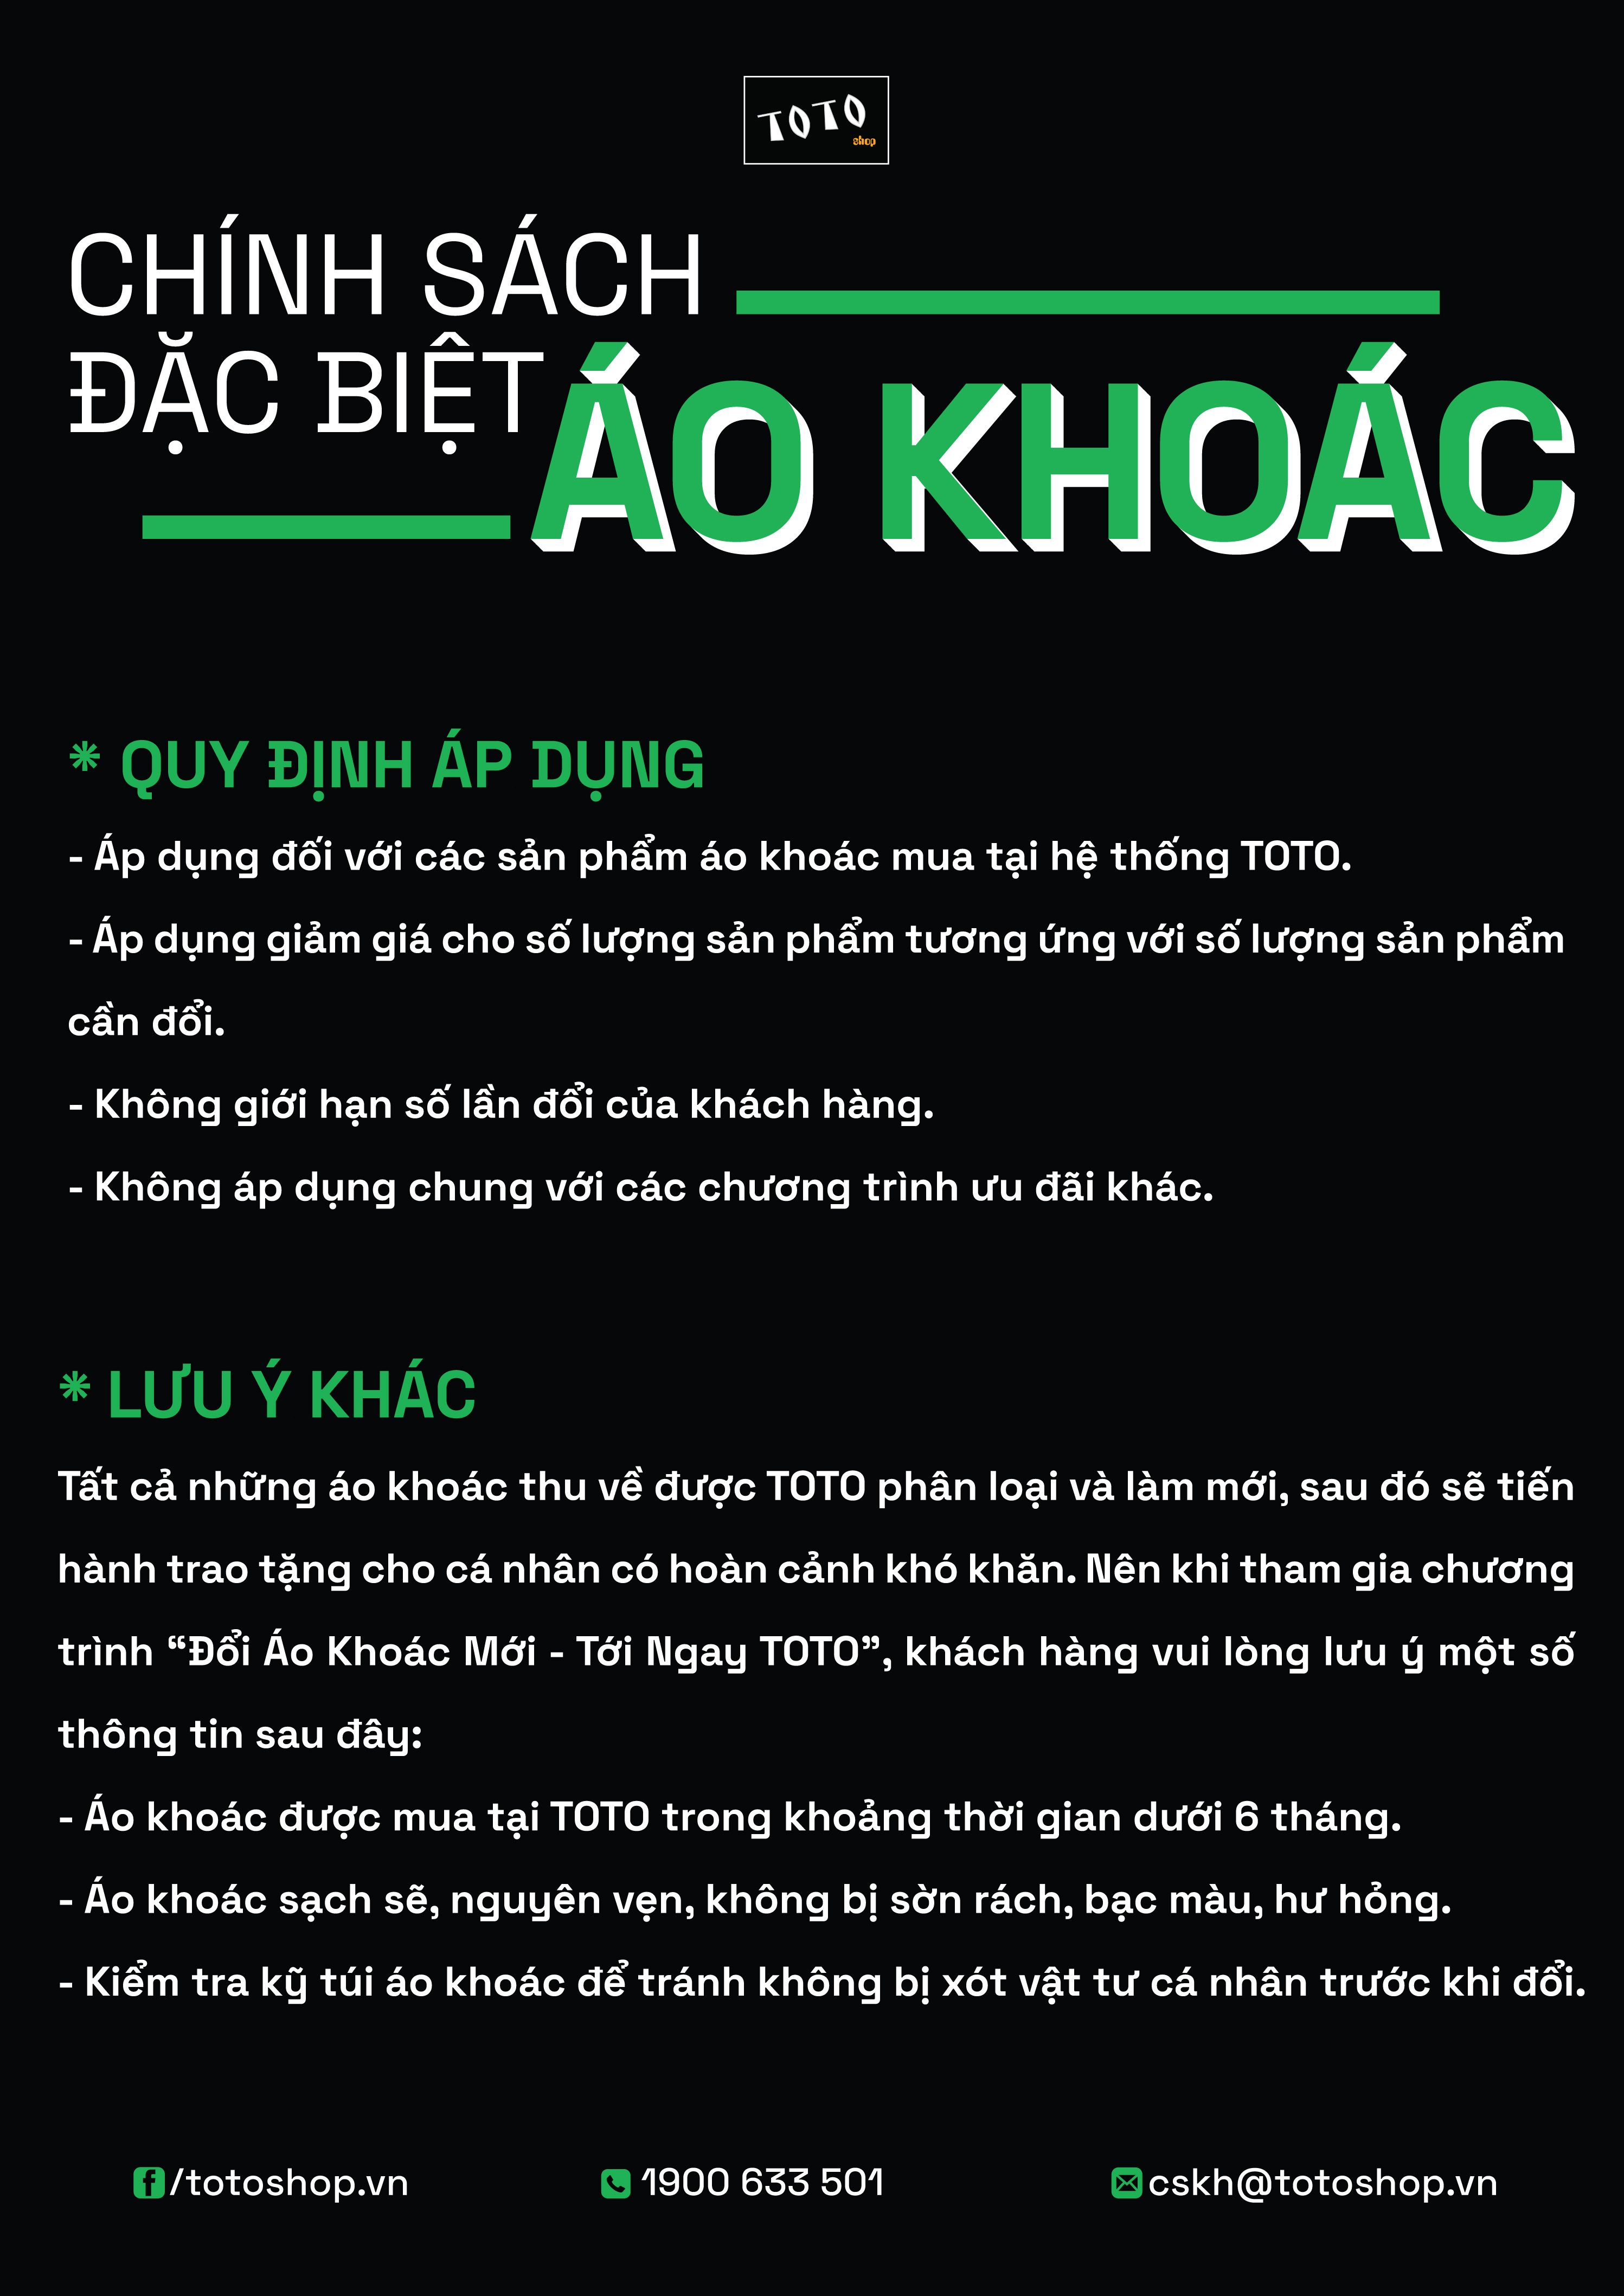 TOTO
shop
CHÍNH SÁCH
ĐẶC BIỆT
ÁO KHOÁC
* QUY ĐỊNH ÁP DỤNG
- Áp dụng đối với các sản phẩm áo khoác mua tại hệ thống TOTO.
- Áp dụng giảm giá cho số lượng sản phẩm tương ứng với số lượng sản phẩm
cần đổi.
- Không giới hạn số lần đổi của khách hàng.
- Không áp dụng chung với các chương trình ưu đãi khác.
* LƯU Ý KHÁC
Tất cả những áo khoác thu về được TOTO phân loại và làm mới, sau đó sẽ tiến
hành trao tặng cho cá nhân có hoàn cảnh khó khăn. Nên khi tham gia chương
trình “Đổi Áo Khoác Mới - Tới Ngay TOTO”, khách hàng vui lòng lưu ý một số
thông tin sau đây:
- Áo khoác được mua tại TOTO trong khoảng thời gian dưới 6 tháng.
- Áo khoác sạch sẽ, nguyên vẹn, không bị sờn rách, bạc màu, hư hỏng.
- Kiểm tra kỹ túi áo khoác để tránh không bị xót vật tư cá nhân trước khi đổi.
/totoshop.vn 1900 633 501 cskh@totoshop.vn